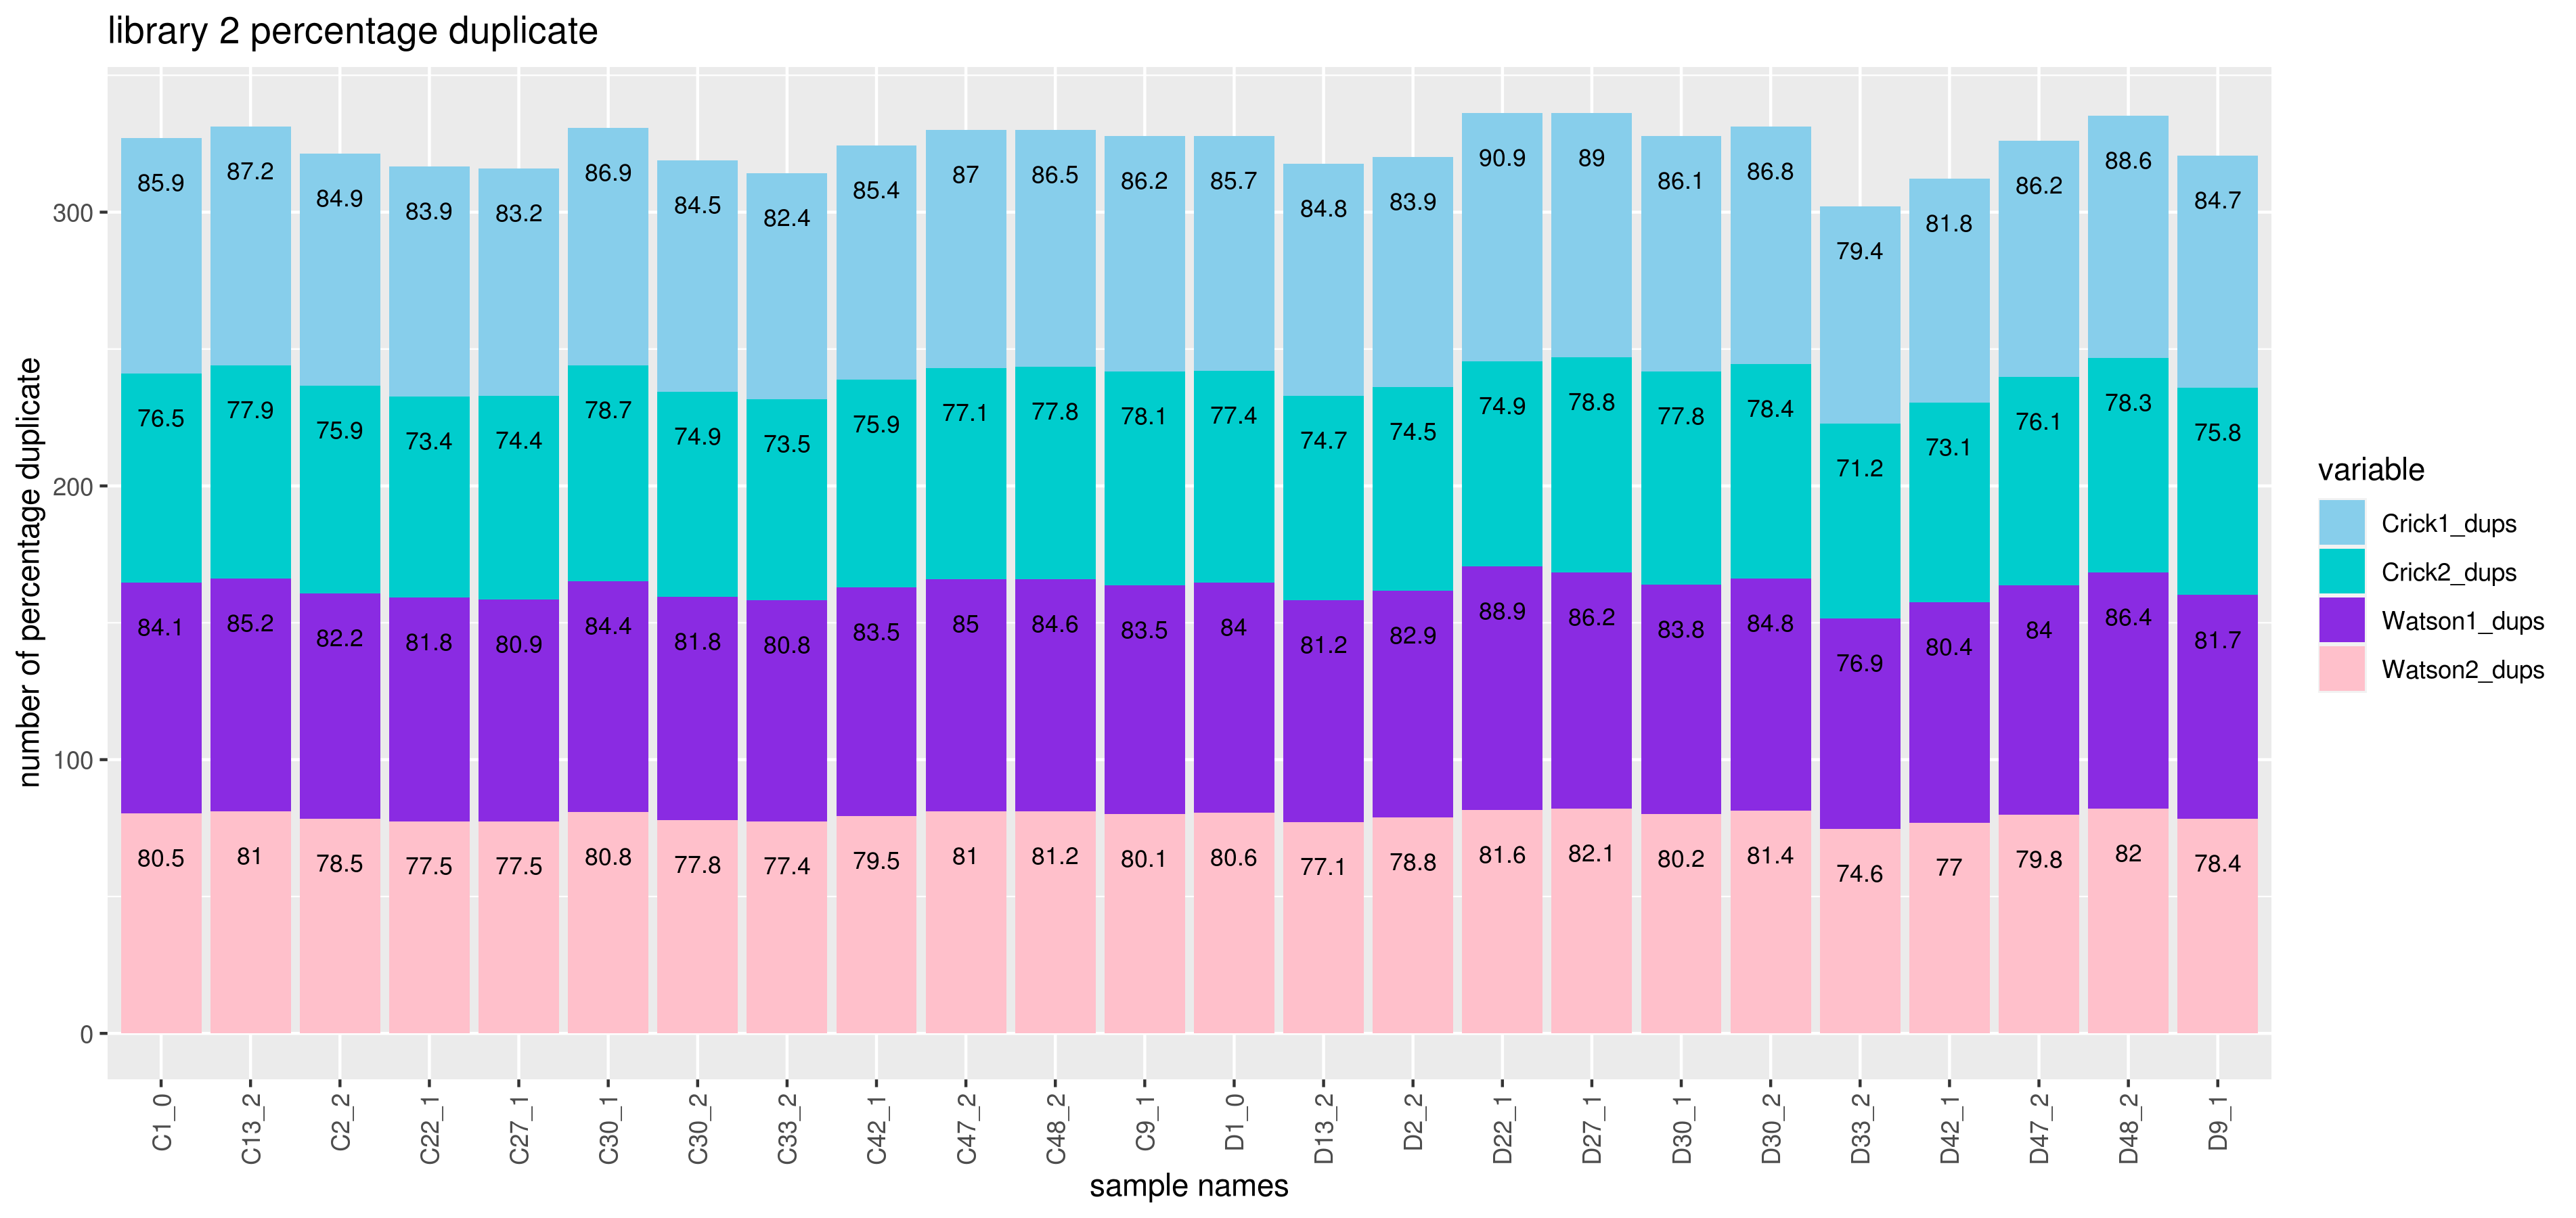 library 2 percentage duplicate
number of percentage duplicate
300
200
100
0
85.9 87.2 84.9 83.9 83.2 86.9 84.5 82.4 85.4 87 86.5 86.2 85.7 84.8 83.9 90.9 89 86.1 86.8 79.4 81.8 86.2 88.6 84.7
76.5 77.9 75.9 73.4 74.4 78.7 74.9 73.5 75.9 77.1 77.8 78.1 77.4 74.7 74.5 74.9 78.8 77.8 78.4 71.2 73.1 76.1 78.3 75.8
84.1 85.2 82.2 81.8 80.9 84.4 81.8 80.8 83.5 85 84.6 83.5 84 81.2 82.9 88.9 86.2 83.8 84.8 76.9 80.4 84 86.4 81.7
80.5 81 78.5 77.5 77.5 80.8 77.8 77.4 79.5 81 81.2 80.1 80.6 77.1 78.8 81.6 82.1 80.2 81.4 74.6 77 79.8 82 78.4
C1_0 C13_2 C2_2 C22_1 C27_1 C30_1 C30_2 C33_2 C42_1 C47_2 C48_2 C9_1 D1_0 D13_2 D2_2 D22_1 D27_1 D30_1 D30_2 D33_2 D42_1 D47_2 D48_2 D9_1
sample names
variable
Crick1_dups
Crick2_dups
Watson1_dups
Watson2_dups